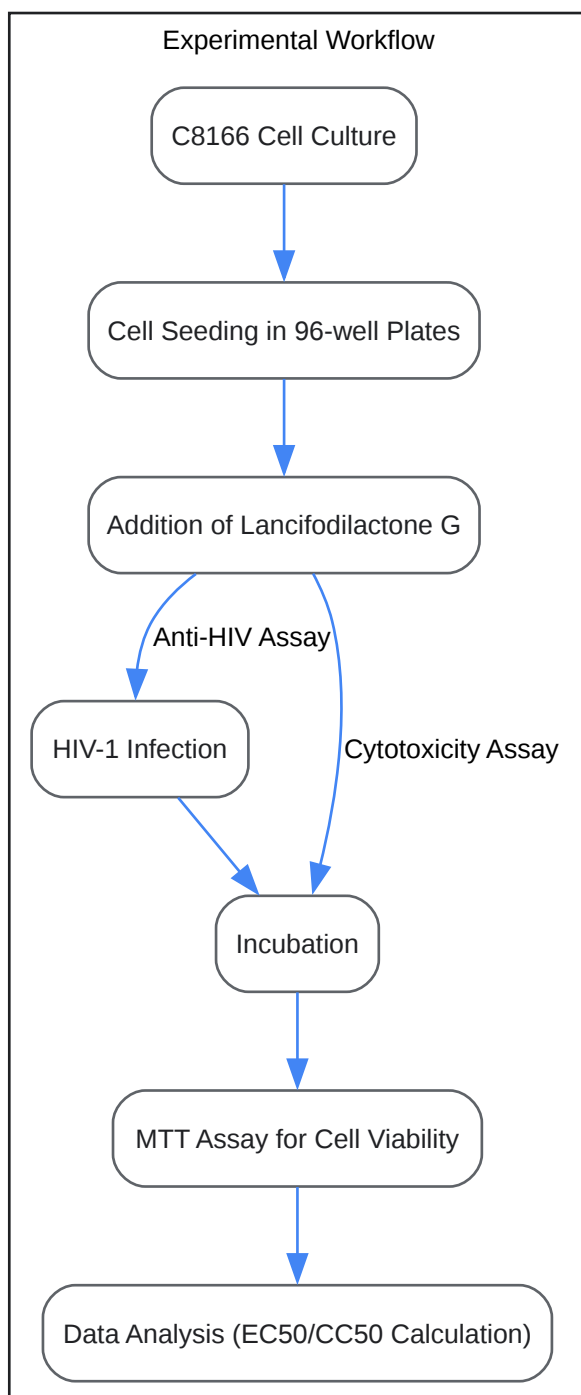 Experimental Workflow
C8166 Cell Culture
Cell Seeding in 96-well Plates
Addition of Lancifodilactone G
Anti-HIV Assay
HIV-1 Infection
Cytotoxicity Assay
Incubation
MTT Assay for Cell Viability
Data Analysis (EC50/CC50 Calculation)